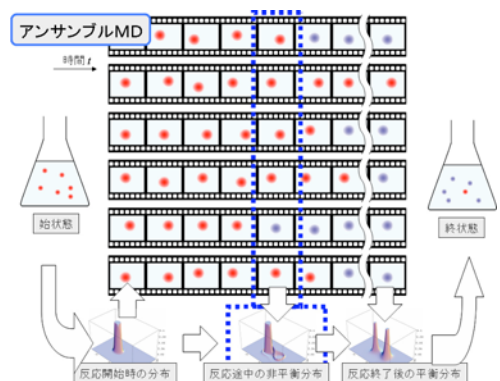 アンサンブルMD
時間 t
始状態
終状態
反応開始時の分布
反応途中の非平衡分布
反応終了後の平衡分布